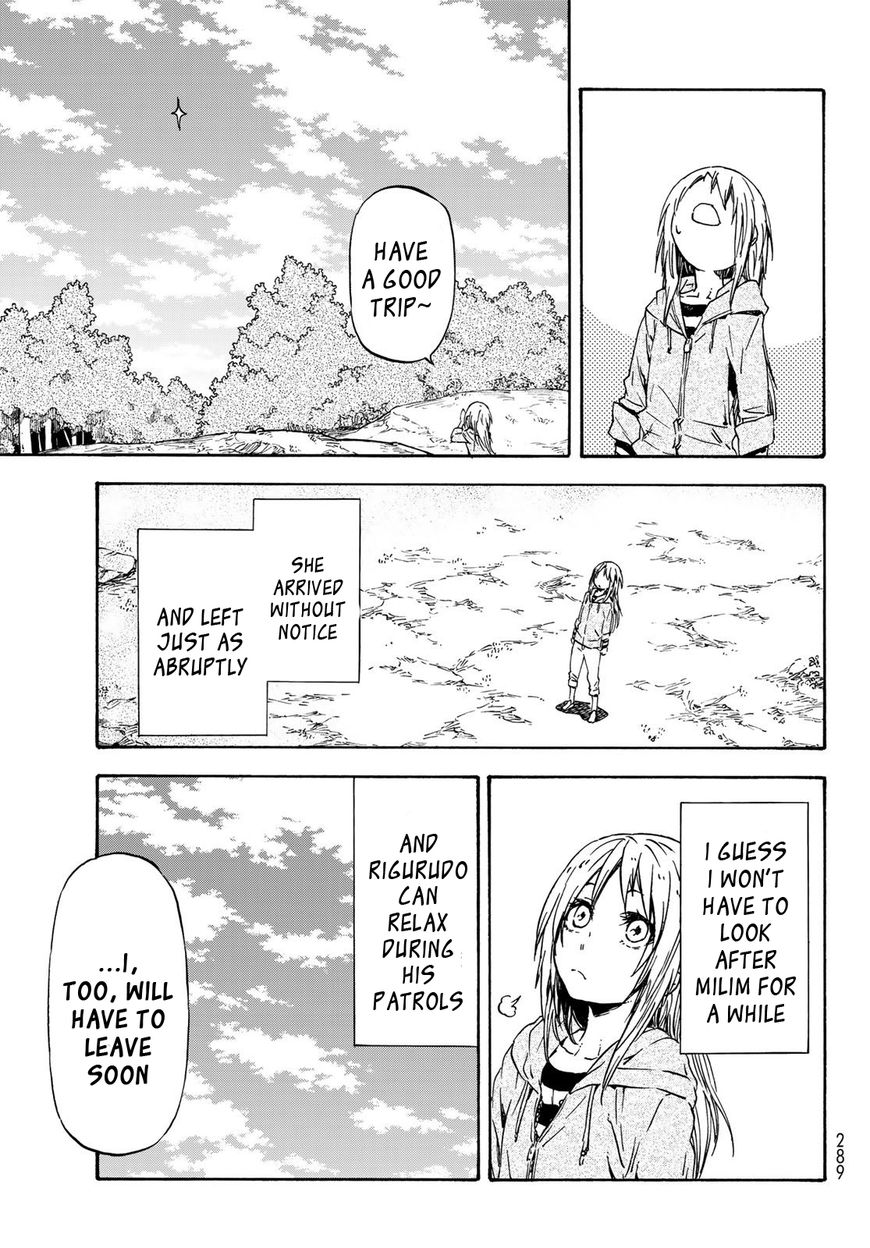 HAVE
A GOOD
TRIP~
SHE
ARRIVED
WITHOUT
NOTICE
AND LEFT
JUST AS
ABRUPTLY
I GUESS
I WON'T
HAVE TO
LOOK
AFTER
MILIM FOR
A WHILE
AND
RIGURUDO
CAN
RELAX
DURING
HIS
PATROLS
...I,
TOO, WILL
HAVE TO
LEAVE
SOON
289